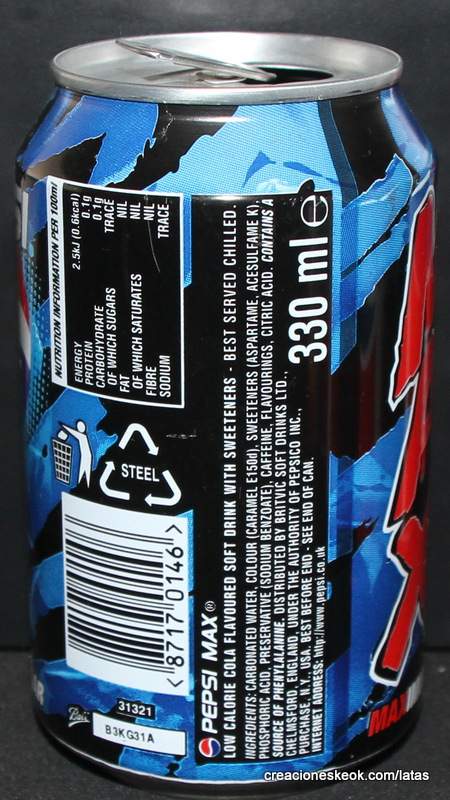 NUTRITION INFORMATION PER 100ml
ENERGY 2.5kJ (0.6kcal)
PROTEIN 0.1g
CARBOHYDRATE 0.1g
OF WHICH SUGARS TRACE
FAT NIL
OF WHICH SATURATES NIL
FIBRE NIL
SODIUM TRACE
STEEL
< 8717 0146 >
31321
Ball
B3KG31A
PEPSI MAX®
LOW CALORIE COLA FLAVOURED SOFT DRINK WITH SWEETENERS - BEST SERVED CHILLED.
INGREDIENTS: CARBONATED WATER, COLOUR (CARAMEL E150d), SWEETENERS (ASPARTAME, ACESULFAME K),
PHOSPHORIC ACID, PRESERVATIVE (SODIUM BENZOATE), CAFFEINE, FLAVOURINGS, CITRIC ACID. CONTAINS A
SOURCE OF PHENYLALANINE. DISTRIBUTED BY BRITVIC SOFT DRINKS LTD.,
CHELMSFORD, ENGLAND, UNDER THE AUTHORITY OF PEPSICO INC.,
PURCHASE, N.Y. USA. BEST BEFORE END - SEE END OF CAN.
INTERNET ADDRESS: http://www.pepsi.co.uk
330 ml e
MAX
creacioneskeok.com/latas